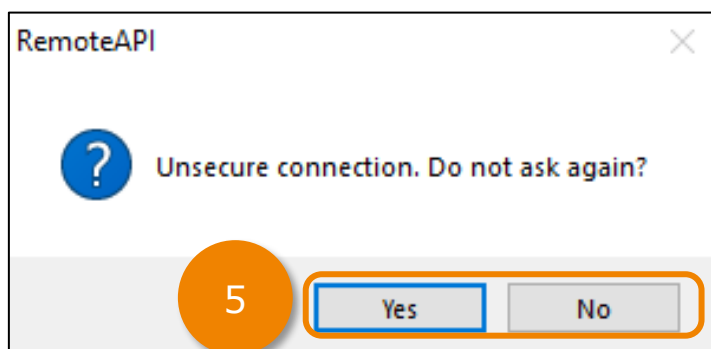 RemoteAPI
?
Unsecure connection. Do not ask again?
5
Yes
No